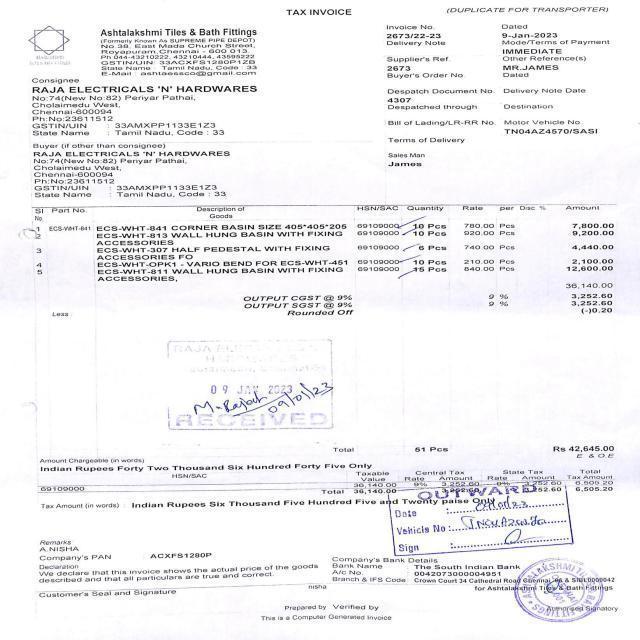 TAX INVOICE
(DUPLICATE FOR TRANSPORTER)
Ashtalakshmi Tiles & Bath Fittings
(Formerly Known As SUPREME PIPE DEPOT)
No 38, East Mada Church Street,
Royapuram,Chennai - 600 013.
Ph 044-43210222, 43210444, 43598222
GSTIN/UIN: 33ACXFS1280P1ZB
State Name : Tamil Nadu, Code : 33
E-Mail : ashtaessco@gmail.com
Invoice No. Dated
2673/22-23 9-Jan-2023
Delivery Note Mode/Terms of Payment
IMMEDIATE
Supplier's Ref. Other Reference(s)
2673 MR.JAMES
Buyer's Order No. Dated
Despatch Document No. Delivery Note Date
4307
Despatched through Destination
Bill of Lading/LR-RR No. Motor Vehicle No.
TN04AZ4570/SASI
Terms of Delivery
Sales Man
James
Consignee
RAJA ELECTRICALS 'N' HARDWARES
No:74(New No:82) Periyar Pathai,
Cholaimedu West,
Chennai-600094
Ph:No:23611512
GSTIN/UIN : 33AMXPP1133E1Z3
State Name : Tamil Nadu, Code : 33
Buyer (if other than consignee)
RAJA ELECTRICALS 'N' HARDWARES
No:74(New No:82) Periyar Pathai,
Cholaimedu West,
Chennai-600094
Ph:No:23611512
GSTIN/UIN : 33AMXPP1133E1Z3
State Name : Tamil Nadu, Code : 33
Sl No. Part No. Description of Goods HSN/SAC Quantity Rate per Disc % Amount
1 ECS-WHT-841 ECS-WHT-841 CORNER BASIN SIZE 405*405*205 69109000 10 Pcs 780.00 Pcs 7,800.00
2 ECS-WHT-813 WALL HUNG BASIN WITH FIXING 69109000 10 Pcs 920.00 Pcs 9,200.00
ACCESSORIES
3 ECS-WHT-307 HALF PEDESTAL WITH FIXING 69109000 6 Pcs 740.00 Pcs 4,440.00
ACCESSORIES FO
4 ECS-WHT-OPK1 - VARIO BEND FOR ECS-WHT-451 69109000 10 Pcs 210.00 Pcs 2,100.00
5 ECS-WHT-811 WALL HUNG BASIN WITH FIXING 69109000 15 Pcs 840.00 Pcs 12,600.00
ACCESSORIES,
36,140.00
OUTPUT CGST @ 9% 9 % 3,252.60
OUTPUT SGST @ 9% 9 % 3,252.60
Less : Rounded Off (-)0.20
RAJA
09 JAN 2023
M. Rajab 09/01/23
RECEIVED
Total 51 Pcs Rs 42,645.00
Amount Chargeable (in words) E & O.E
Indian Rupees Forty Two Thousand Six Hundred Forty Five Only
HSN/SAC Taxable Value Central Tax Rate Amount State Tax Rate Amount Total Tax Amount
69109000 36,140.00 9% 3,252.60 9% 3,252.60 6,505.20
Total 36,140.00 3,252.60 3,252.60 6,505.20
Tax Amount (in words) : Indian Rupees Six Thousand Five Hundred Five and Twenty paise Only
OUTWARD
Date :
Vehicle No :
Sign :
Remarks
A.NISHA
Company's PAN : ACXFS1280P
Declaration
We declare that this invoice shows the actual price of the goods
described and that all particulars are true and correct.
Company's Bank Details
Bank Name : The South Indian Bank
A/c No. : 0042073000004951
Branch & IFS Code : Crown Court 34 Cathedral Road Chennai 86 & SIBL0000042
nisha
for Ashtalakshmi Tiles & Bath Fittings
Customer's Seal and Signature
Prepared by Verified by Authorised Signatory
This is a Computer Generated Invoice